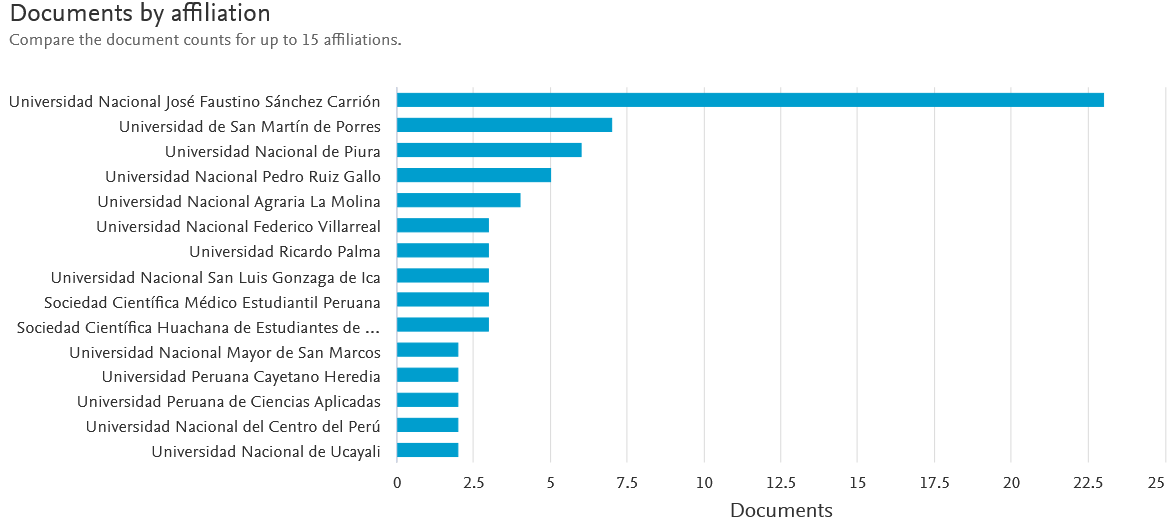 Documents by affiliation
Compare the document counts for up to 15 affiliations.
Universidad Nacional José Faustino Sánchez Carrión
Universidad de San Martín de Porres
Universidad Nacional de Piura
Universidad Nacional Pedro Ruiz Gallo
Universidad Nacional Agraria La Molina
Universidad Nacional Federico Villarreal
Universidad Ricardo Palma
Universidad Nacional San Luis Gonzaga de Ica
Sociedad Científica Médico Estudiantil Peruana
Sociedad Científica Huachana de Estudiantes de ...
Universidad Nacional Mayor de San Marcos
Universidad Peruana Cayetano Heredia
Universidad Peruana de Ciencias Aplicadas
Universidad Nacional del Centro del Perú
Universidad Nacional de Ucayali
0 2.5 5 7.5 10 12.5 15 17.5 20 22.5 25
Documents